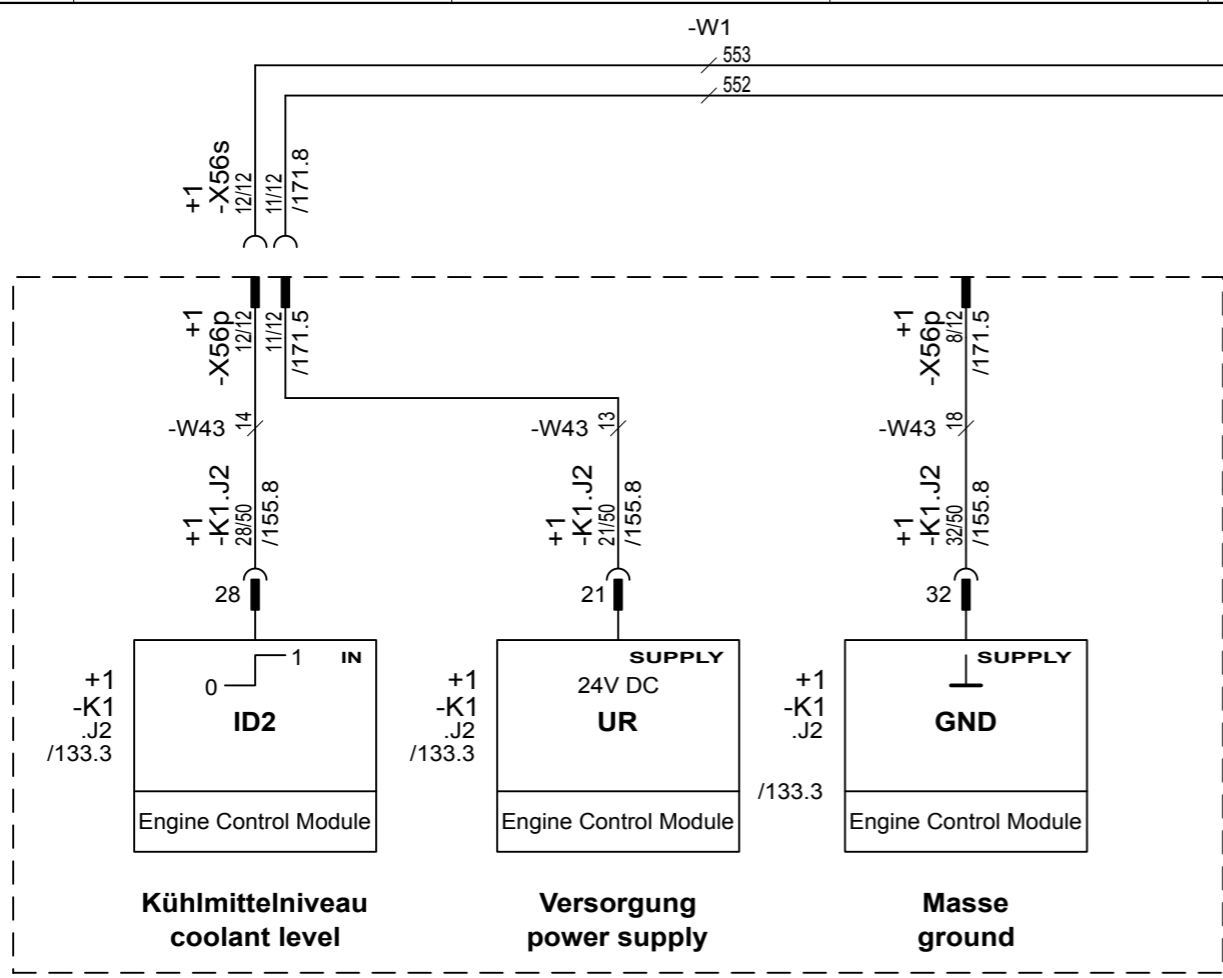 -W1
553
552
+1
-X56s
12/12
11/12
/171.8
+1
-X56p
12/12
11/12
/171.5
+1
-X56p
8/12
/171.5
-W43
14
-W43
13
-W43
18
+1
-K1.J2
28/50
/155.8
+1
-K1.J2
21/50
/155.8
+1
-K1.J2
32/50
/155.8
28
21
32
+1
-K1
.J2
/133.3
0
1
IN
ID2
Engine Control Module
+1
-K1
.J2
/133.3
SUPPLY
24V DC
UR
Engine Control Module
+1
-K1
.J2
/133.3
SUPPLY
GND
Engine Control Module
Kühlmittelniveau
coolant level
Versorgung
power supply
Masse
ground